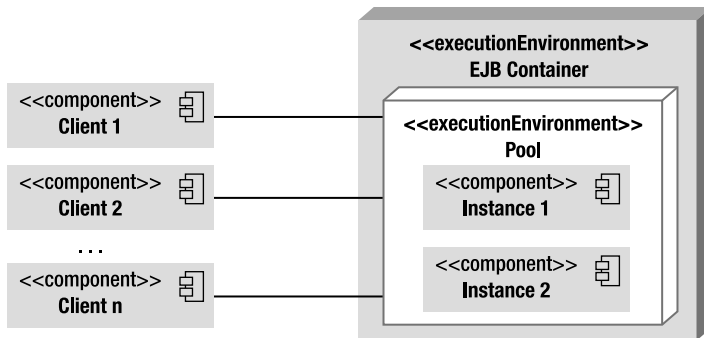 <<executionEnvironment>>
EJB Container
<<component>>
Client 1
<<executionEnvironment>>
Pool
<<component>>
Client 2
<<component>>
Instance 1
...
<<component>>
Client n
<<component>>
Instance 2